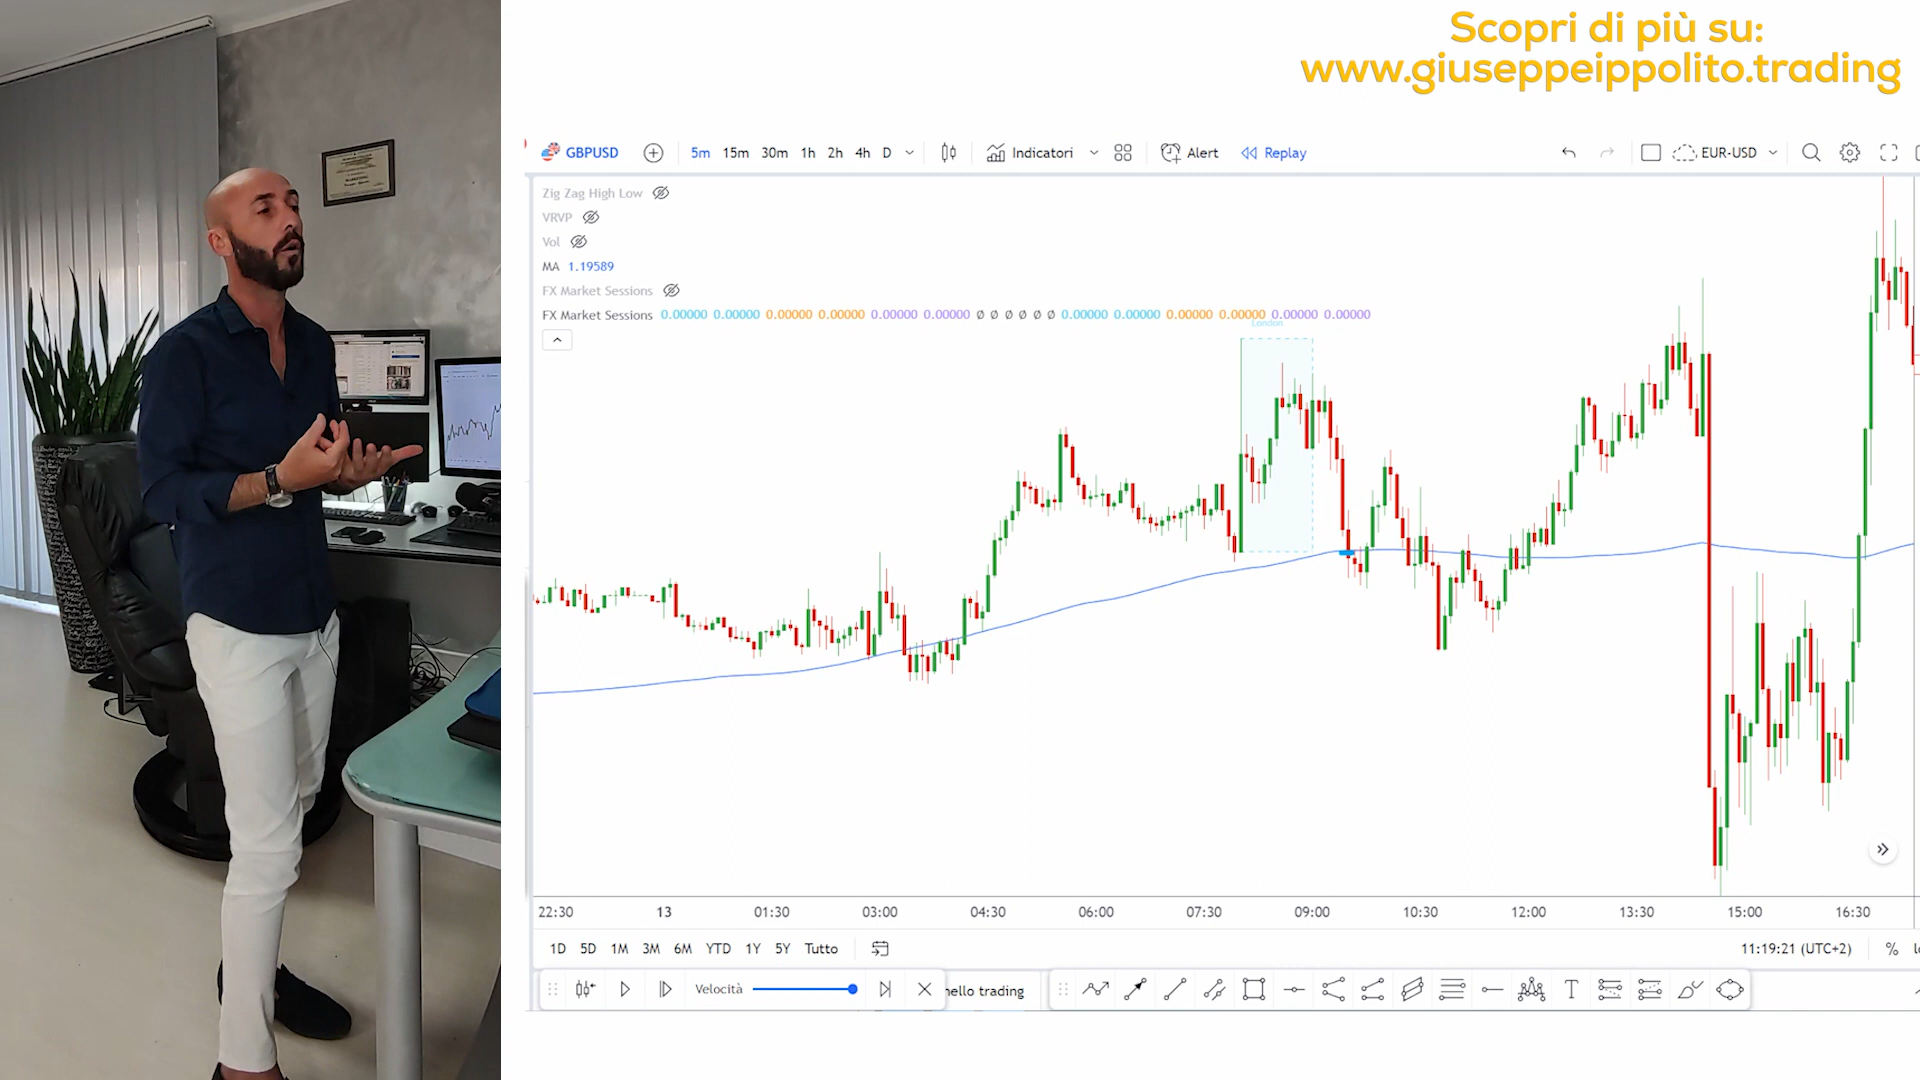 Scopri di più su:
www.giuseppeippolito.trading
GBPUSD 5m 15m 30m 1h 2h 4h D Indicatori Alert Replay EUR-USD
Zig Zag High Low
VRVP
Vol
MA 1.19589
FX Market Sessions
FX Market Sessions 0.00000 0.00000 0.00000 0.00000 0.00000 0.00000 Ø Ø Ø Ø Ø Ø 0.00000 0.00000 0.00000 0.00000 0.00000 0.00000
London
22:30 13 01:30 03:00 04:30 06:00 07:30 09:00 10:30 12:00 13:30 15:00 16:30
1D 5D 1M 3M 6M YTD 1Y 5Y Tutto 11:19:21 (UTC+2) %
Velocità nello trading